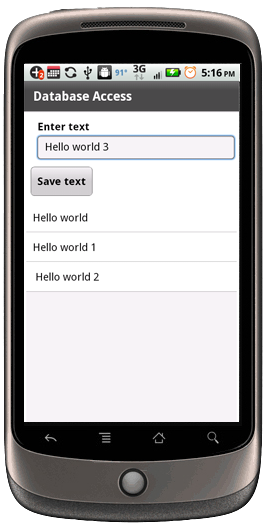 2 91° 3G 5:16 PM
Database Access
Enter text
Hello world 3
Save text
Hello world
Hello world 1
Hello world 2